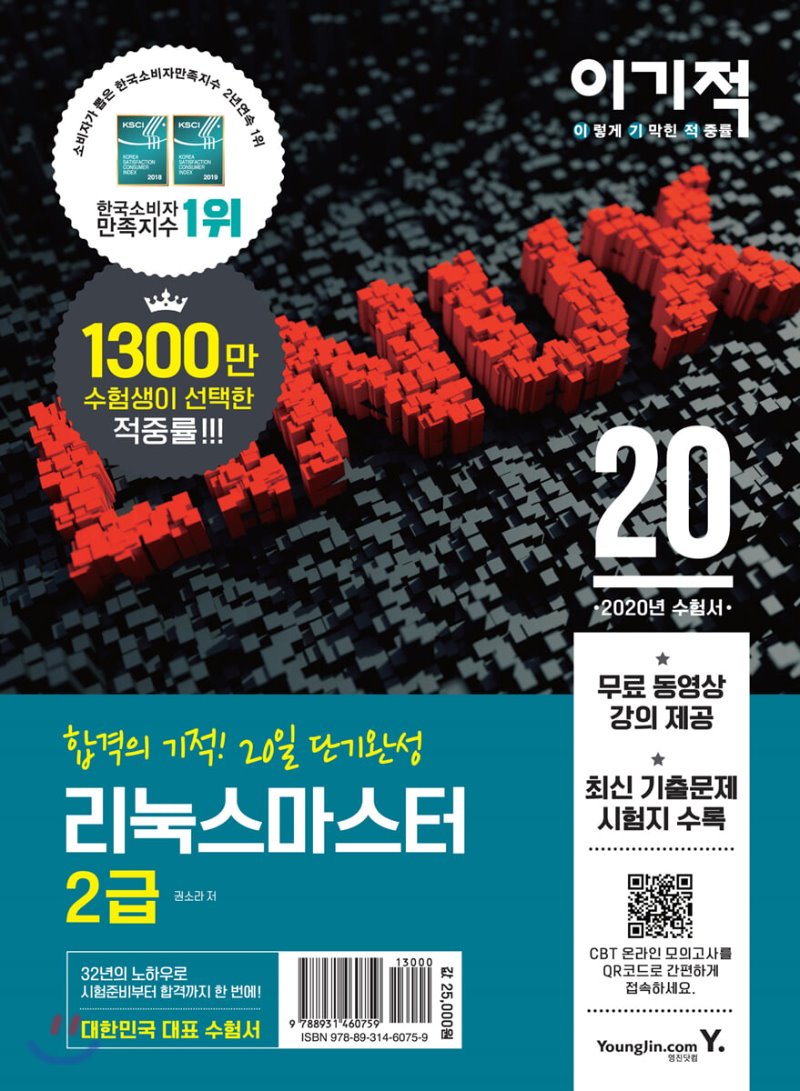 소비자가 뽑은 한국소비자만족지수 2년연속 1위
KSCI
KOREA
SATISFACTION
CONSUMER
INDEX
2018
KSCI
KOREA
SATISFACTION
CONSUMER
INDEX
2019
한국소비자
만족지수 1위
이기적
이 렇게 기 막힌 적 중률
1300만
수험생이 선택한
적중률!!!
LINUX
20
·2020년 수험서·
무료 동영상
강의 제공
최신 기출문제
시험지 수록
CBT 온라인 모의고사를
QR코드로 간편하게
접속하세요.
YoungJin.com Y.
영진닷컴
합격의 기적! 20일 단기완성
리눅스마스터
2급
권소라 저
32년의 노하우로
시험준비부터 합격까지 한 번에!
대한민국 대표 수험서
13000
9 788931 460759
ISBN 978-89-314-6075-9
값 25,000원